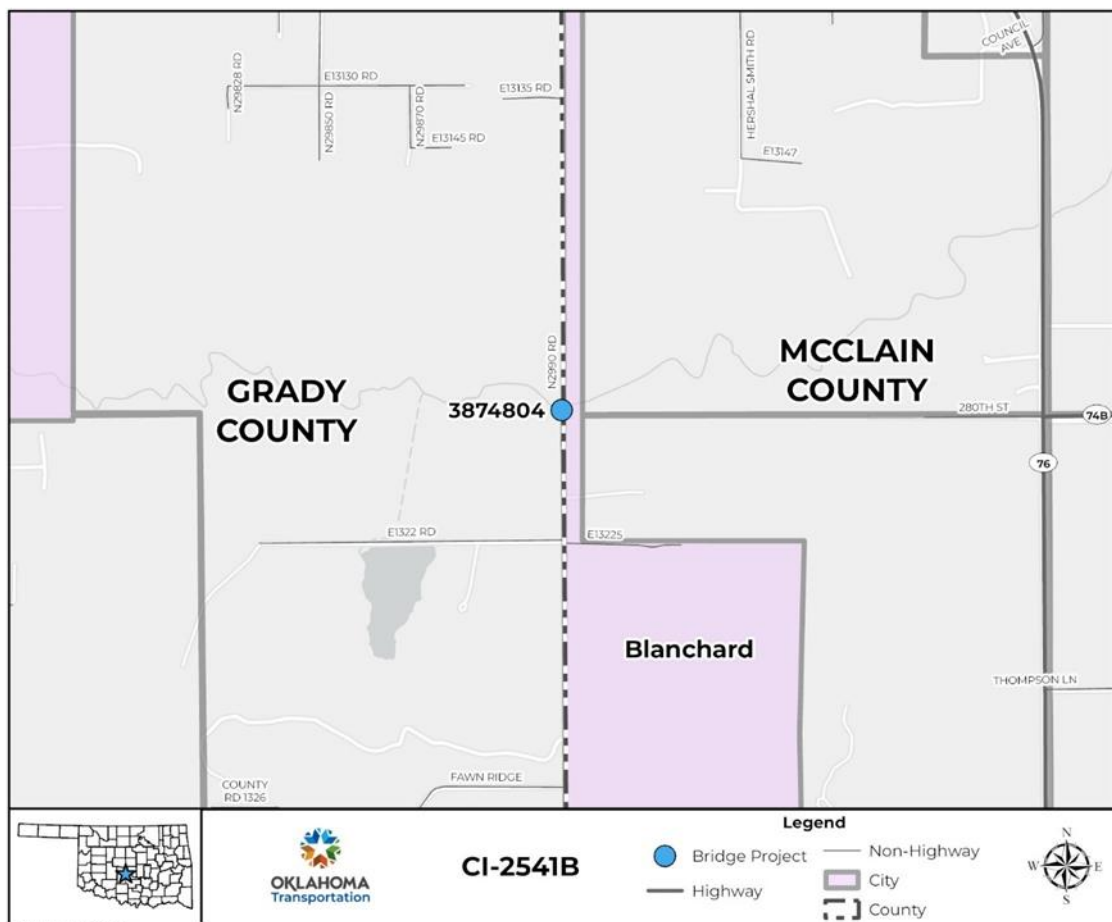 COUNCIL
AVE
HERSHAL SMITH RD
N29828 RD
E13130 RD
N29850 RD
N29870 RD
E13135 RD
E13145 RD
E13147
N2990 RD
MCCLAIN
COUNTY
GRADY
COUNTY
3874804
280TH ST
74B
76
E1322 RD
E13225
Blanchard
THOMPSON LN
FAWN RIDGE
COUNTY
RD 1326
OKLAHOMA
Transportation
CI-2541B
Legend
Bridge Project
Highway
Non-Highway
City
County
N
W
E
S